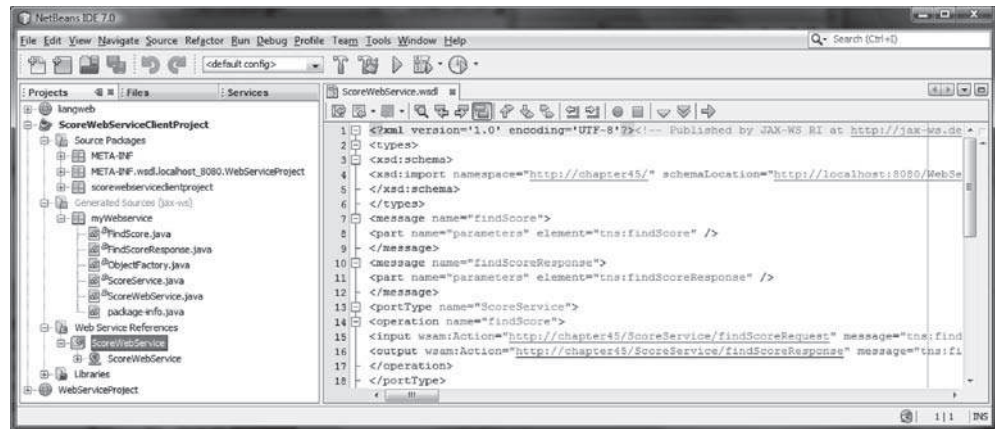 NetBeans IDE 7.0
File Edit View Navigate Source Refactor Run Debug Profile Team Tools Window Help
Search (Ctrl+I)
<default config>
Projects Files Services
ScoreWebService.wsdl
liangweb
ScoreWebServiceClientProject
Source Packages
META-INF
META-INF.wsdl.localhost_8080.WebServiceProject
scorewebserviceclientproject
Generated Sources (jax-ws)
myWebservice
FindScore.java
FindScoreResponse.java
ObjectFactory.java
ScoreService.java
ScoreWebService.java
package-info.java
Web Service References
ScoreWebService
ScoreWebService
Libraries
WebServiceProject
1 <?xml version='1.0' encoding='UTF-8'?><!-- Published by JAX-WS RI at http://jax-ws.de
2 <types>
3 <xsd:schema>
4 <xsd:import namespace="http://chapter45/" schemaLocation="http://localhost:8080/WebSe
5 </xsd:schema>
6 </types>
7 <message name="findScore">
8 <part name="parameters" element="tns:findScore" />
9 </message>
10 <message name="findScoreResponse">
11 <part name="parameters" element="tns:findScoreResponse" />
12 </message>
13 <portType name="ScoreService">
14 <operation name="findScore">
15 <input wsam:Action="http://chapter45/ScoreService/findScoreRequest" message="tns:find
16 <output wsam:Action="http://chapter45/ScoreService/findScoreResponse" message="tns:fi
17 </operation>
18 </portType>
1|1 INS